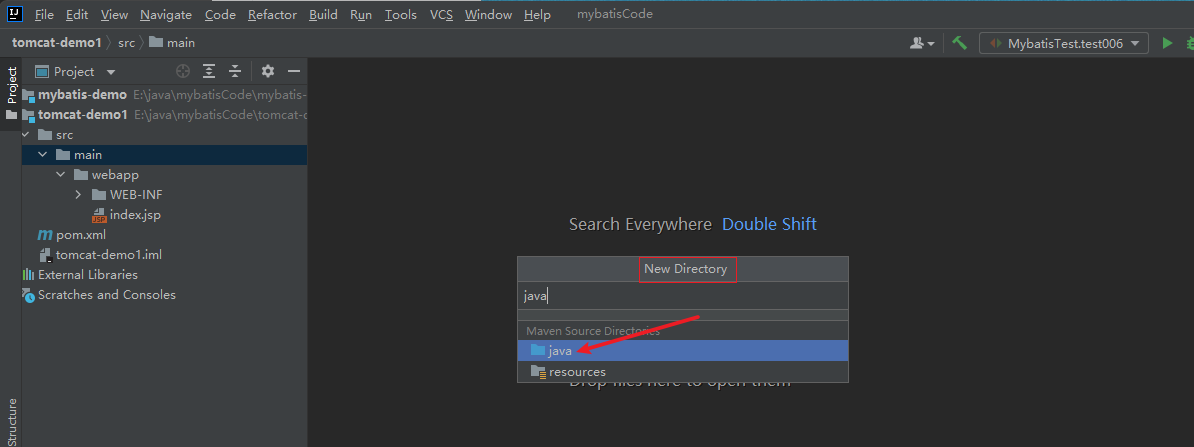 File Edit View Navigate Code Refactor Build Run Tools VCS Window Help mybatisCode
tomcat-demo1 src main MybatisTest.test006
Project
Project
mybatis-demo E:\java\mybatisCode\mybatis-
tomcat-demo1 E:\java\mybatisCode\tomcat-d
src
main
webapp
WEB-INF
index.jsp
JSP
pom.xml
tomcat-demo1.iml
External Libraries
Scratches and Consoles
Structure
Search Everywhere Double Shift
New Directory
java
Maven Source Directories
java
resources
Drop files here to open them